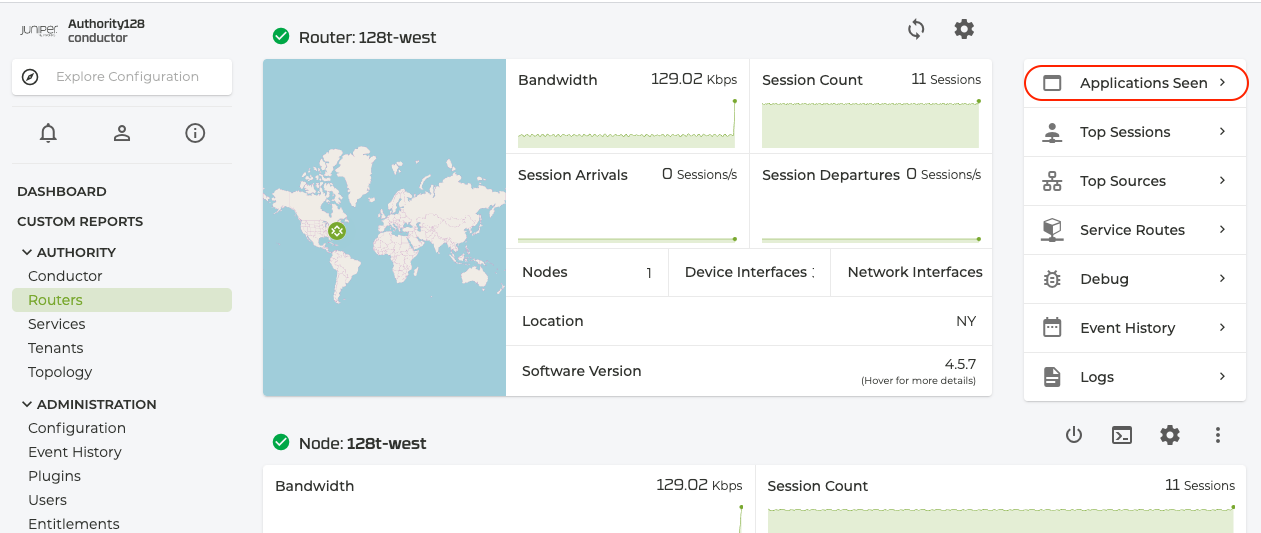 JUNIPER
Authority128
conductor
Explore Configuration
DASHBOARD
CUSTOM REPORTS
AUTHORITY
Conductor
Routers
Services
Tenants
Topology
ADMINISTRATION
Configuration
Event History
Plugins
Users
Entitlements
Router: 128t-west
Bandwidth 129.02 Kbps
Session Count 11 Sessions
Session Arrivals 0 Sessions/s
Session Departures 0 Sessions/s
Nodes 1
Device Interfaces
Network Interfaces
Location NY
Software Version 4.5.7
(Hover for more details)
Applications Seen
Top Sessions
Top Sources
Service Routes
Debug
Event History
Logs
Node: 128t-west
Bandwidth 129.02 Kbps
Session Count 11 Sessions